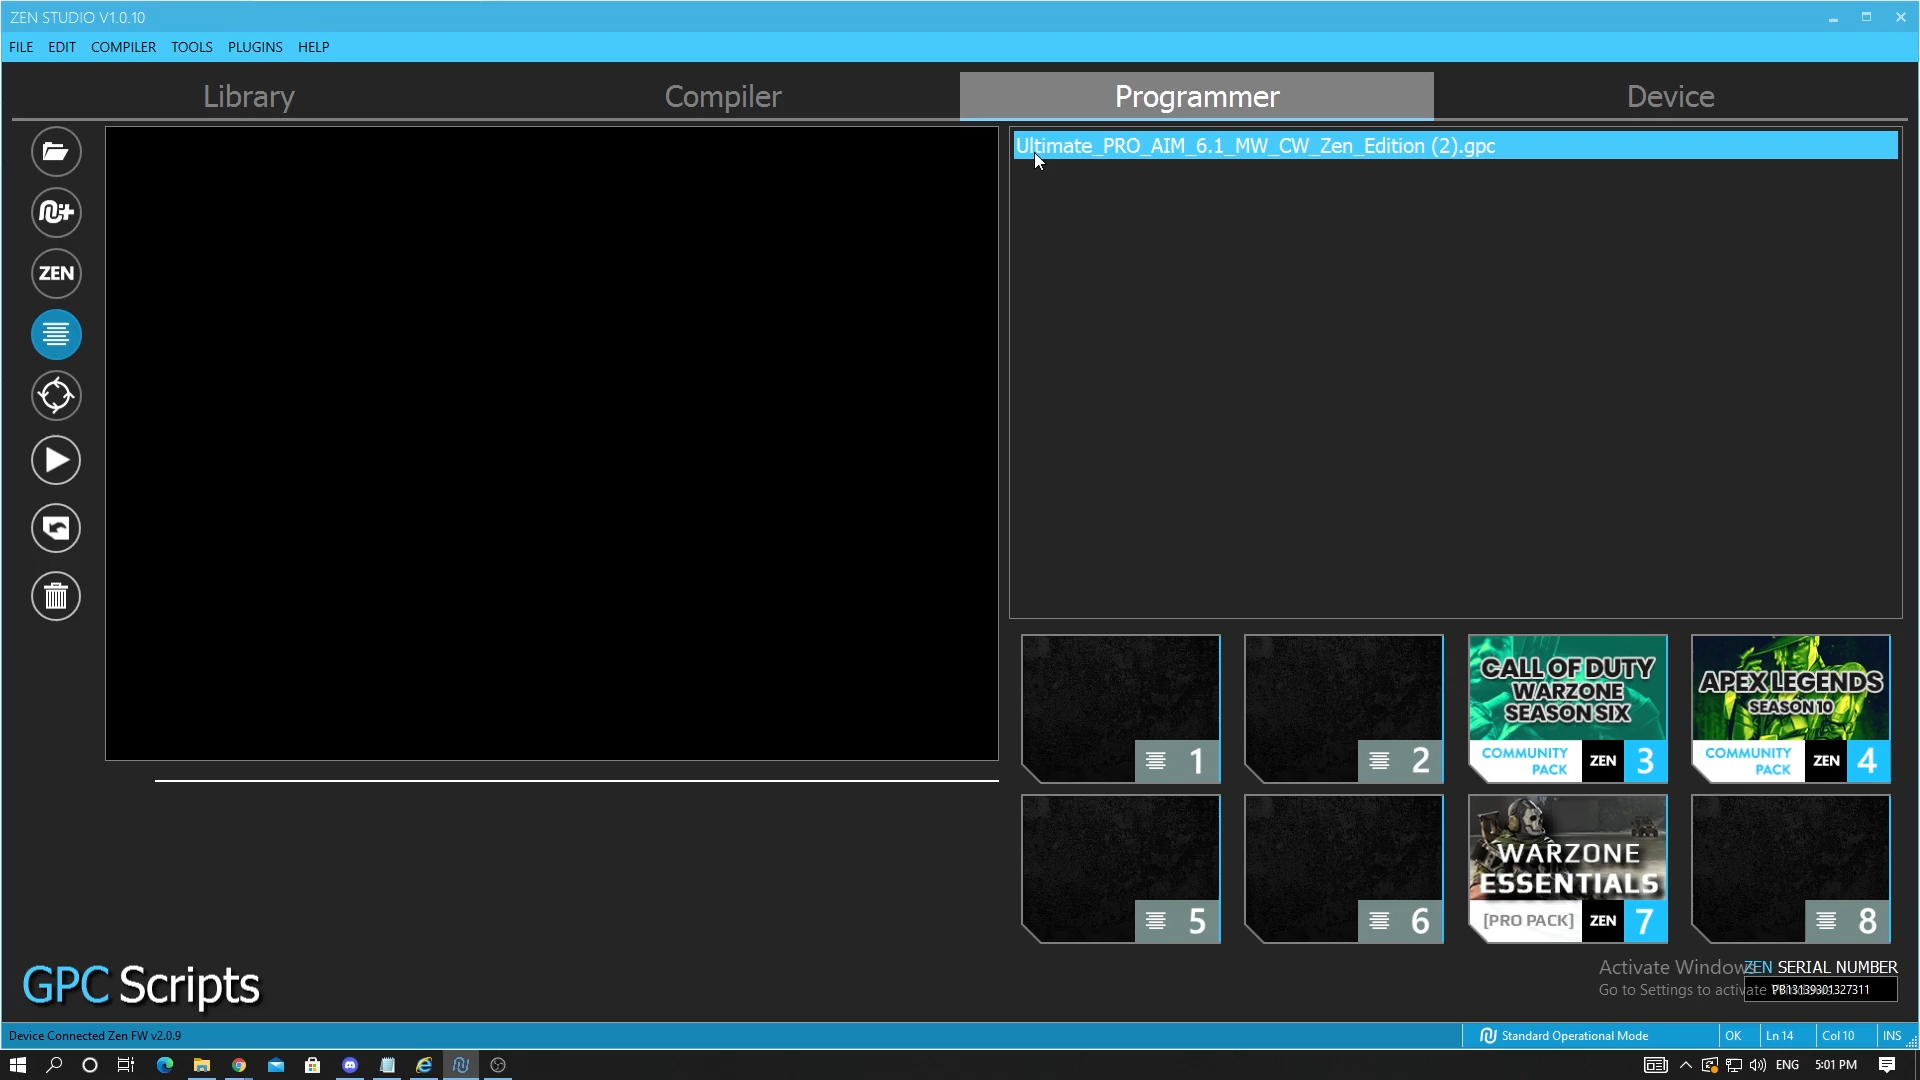 ZEN STUDIO V1.0.10
FILE EDIT COMPILER TOOLS PLUGINS HELP
Library Compiler Programmer Device
Ultimate_PRO_AIM_6.1_MW_CW_Zen_Edition (2).gpc
ZEN
1
2
CALL OF DUTY
WARZONE
SEASON SIX
COMMUNITY
PACK
ZEN
3
APEX LEGENDS
SEASON 10
COMMUNITY
PACK
ZEN
4
5
6
WARZONE
ESSENTIALS
[PRO PACK]
ZEN
7
8
GPC Scripts
Activate Windows
ZEN SERIAL NUMBER
Go to Settings to activate
Device Connected Zen FW v2.0.9
Standard Operational Mode OK Ln 14 Col 10 INS
ENG 5:01 PM